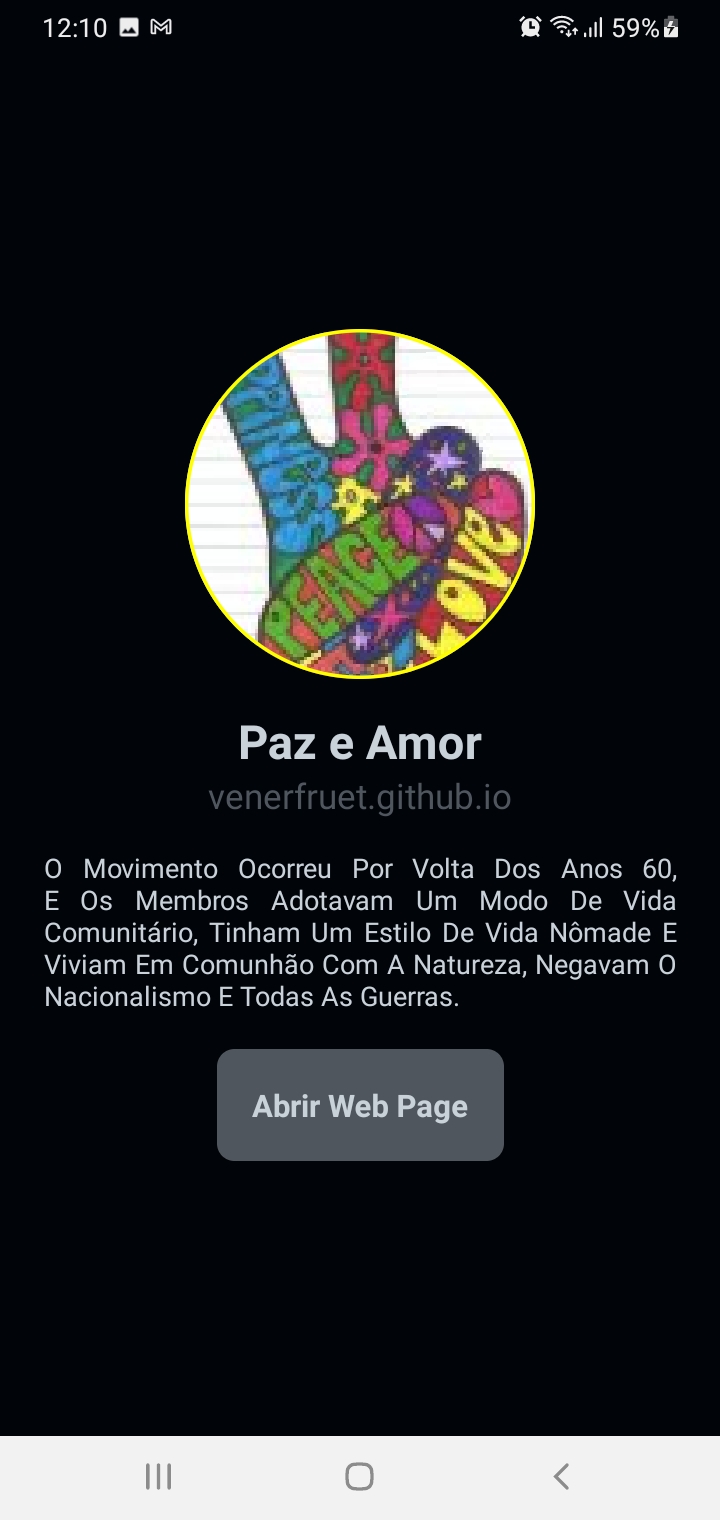 12:10
59%
PEACE
LOVE
Paz e Amor
venerfruet.github.io
O Movimento Ocorreu Por Volta Dos Anos 60,
E Os Membros Adotavam Um Modo De Vida
Comunitário, Tinham Um Estilo De Vida Nômade E
Viviam Em Comunhão Com A Natureza, Negavam O
Nacionalismo E Todas As Guerras.
Abrir Web Page